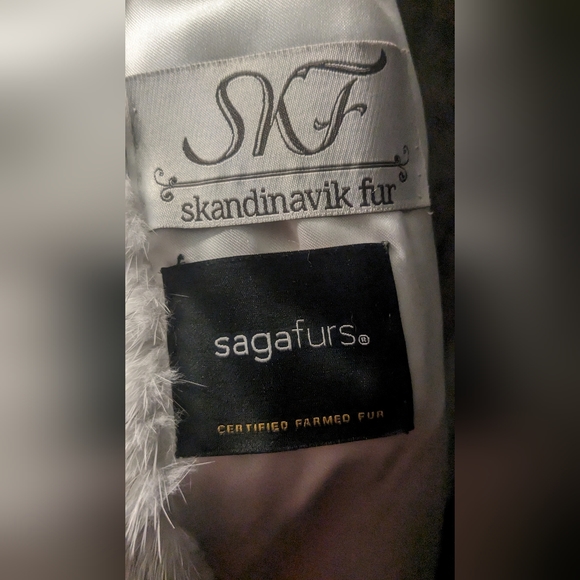 SKF
skandinavik fur
sagafurs®
CERTIFIED FARMED FUR